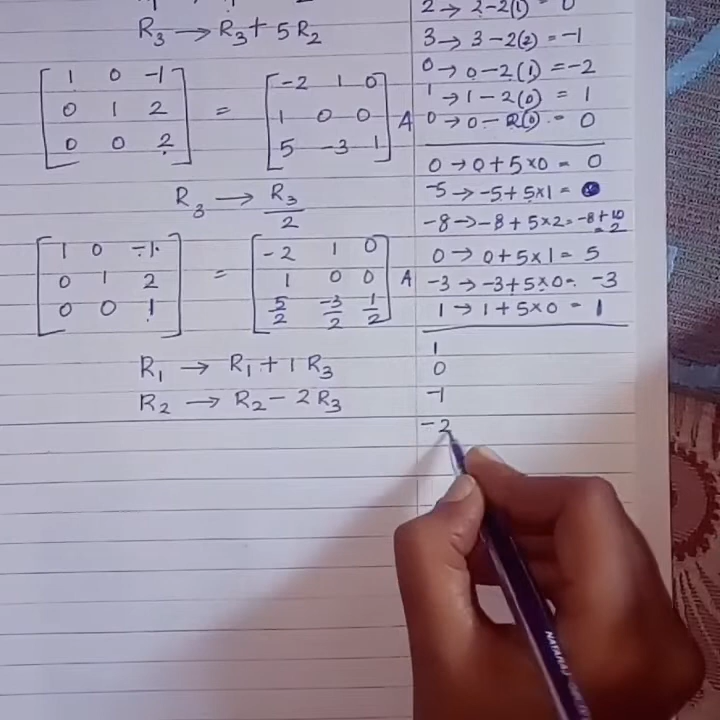 2 → 2-2(1) = 0
R₃ → R₃ + 5R₂
3 → 3-2(2) = -1
0 → 0-2(1) = -2
1 → 1-2(0) = 1
0 → 0-2(0) = 0
1 0 -1 -2 1 0
0 1 2 = 1 0 0 A
0 0 2 5 -3 1
0 → 0+5×0 = 0
-5 → -5+5×1 =
-8 → -8+5×2 = -8+10
= 2
0 → 0+5×1 = 5
-3 → -3+5×0 = -3
1 → 1+5×0 = 1
R₃ → R₃/2
1 0 -1 -2 1 0
0 1 2 = 1 0 0 A
0 0 1 5/2 -3/2 1/2
R₁ → R₁ + 1R₃
R₂ → R₂ - 2R₃
1
0
-1
-2
NATARAJ